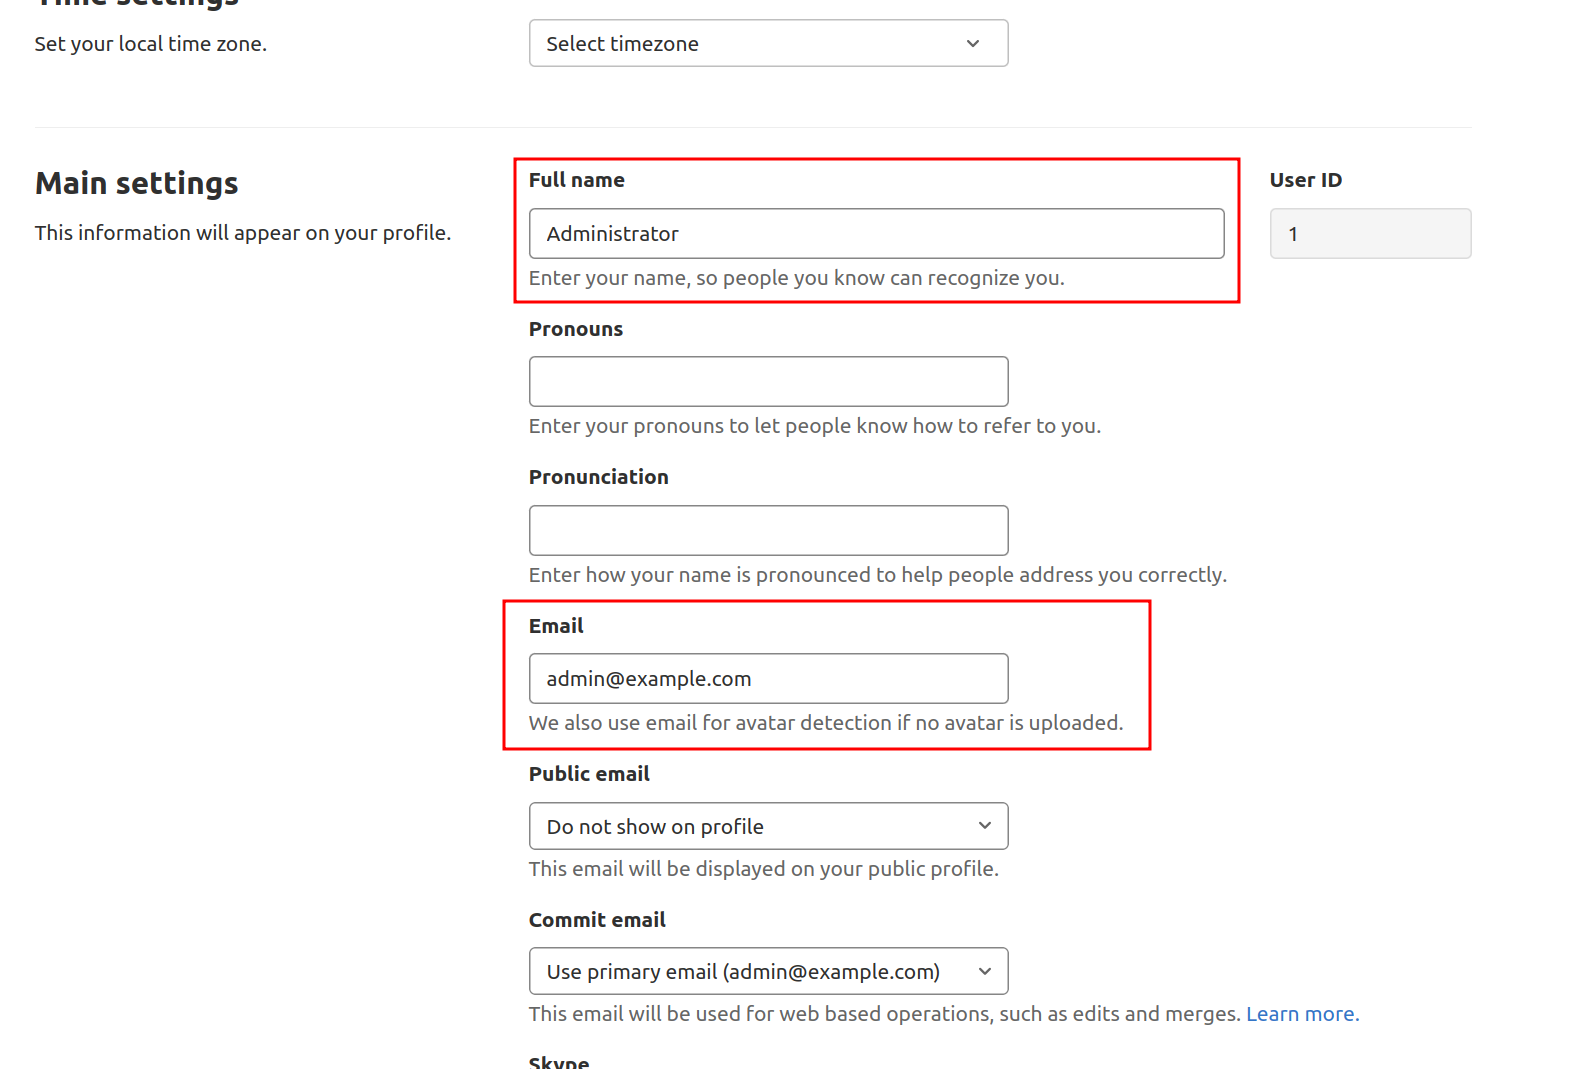 Time settings
Set your local time zone.
Select timezone
Main settings
This information will appear on your profile.
Full name
Administrator
Enter your name, so people you know can recognize you.
User ID
1
Pronouns
Enter your pronouns to let people know how to refer to you.
Pronunciation
Enter how your name is pronounced to help people address you correctly.
Email
admin@example.com
We also use email for avatar detection if no avatar is uploaded.
Public email
Do not show on profile
This email will be displayed on your public profile.
Commit email
Use primary email (admin@example.com)
This email will be used for web based operations, such as edits and merges. Learn more.
Skype